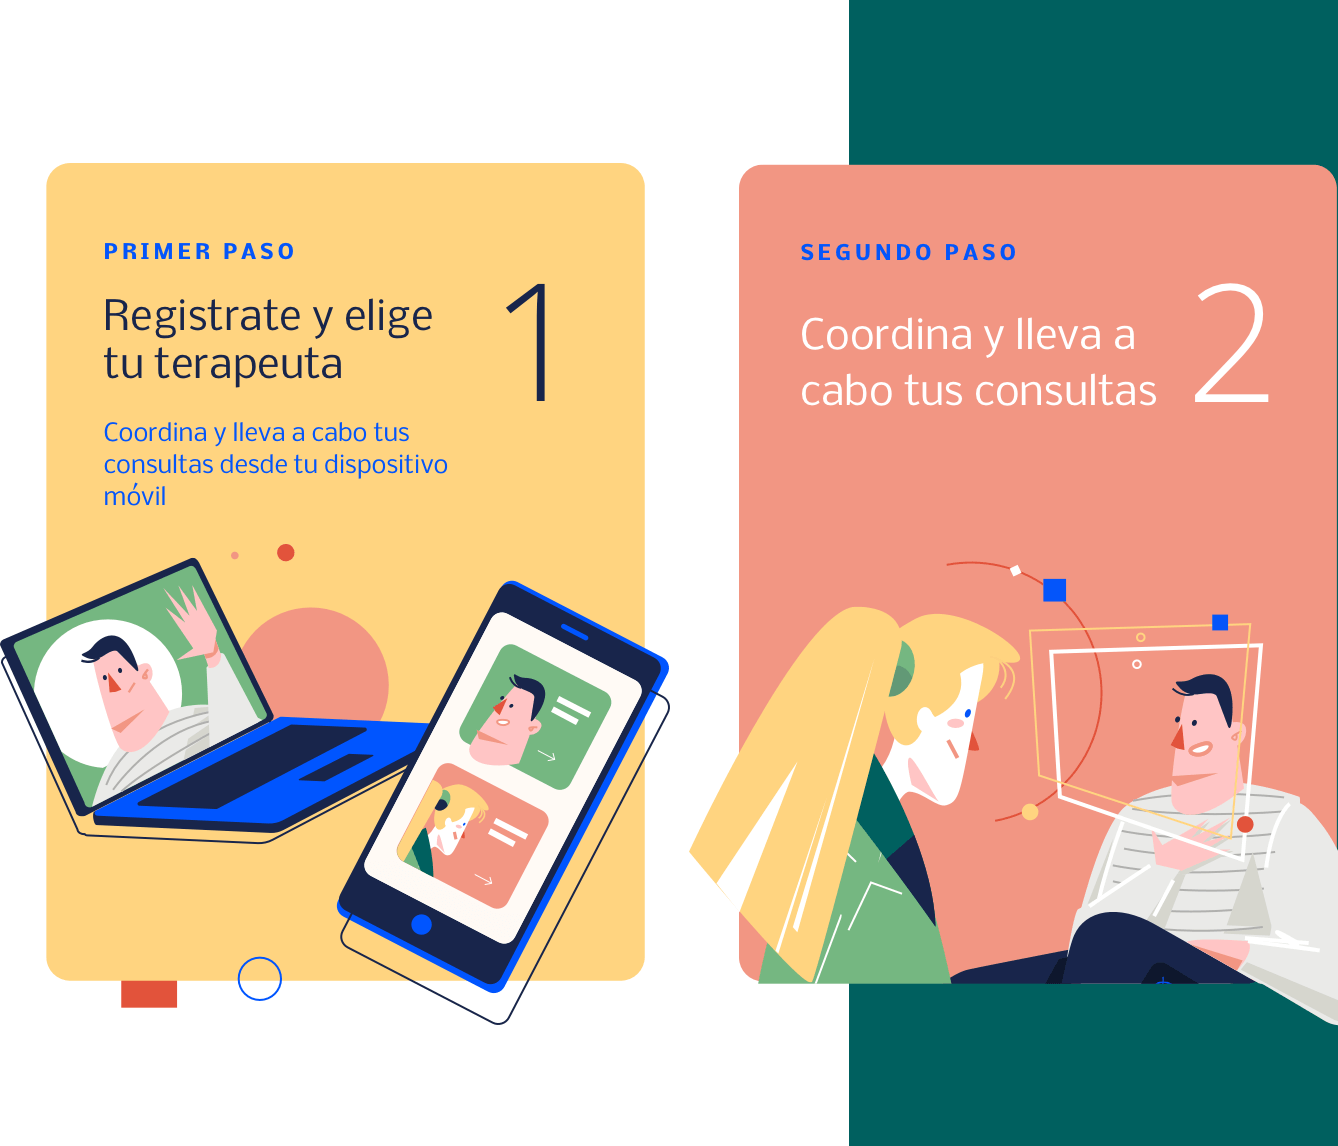 PRIMER PASO
Registrate y elige
tu terapeuta
1
Coordina y lleva a cabo tus
consultas desde tu dispositivo
móvil
SEGUNDO PASO
Coordina y lleva a
cabo tus consultas
2